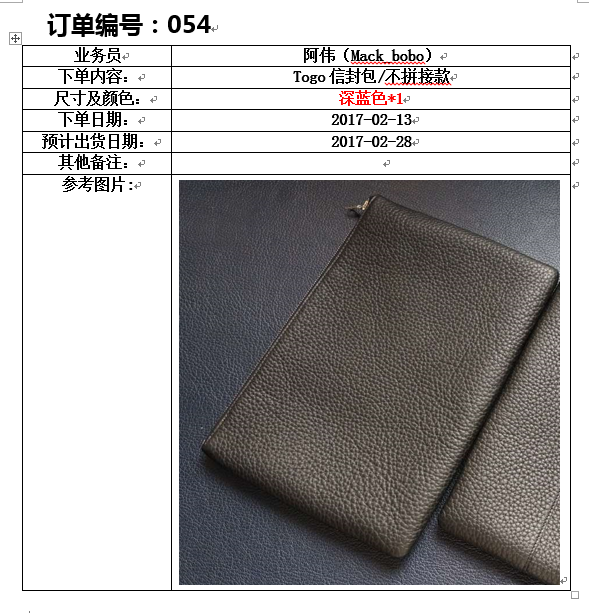 订单编号：054
业务员 阿伟（Mack_bobo）
下单内容： Togo 信封包/不拼接款
尺寸及颜色： 深蓝色*1
下单日期： 2017-02-13
预计出货日期： 2017-02-28
其他备注：
参考图片: